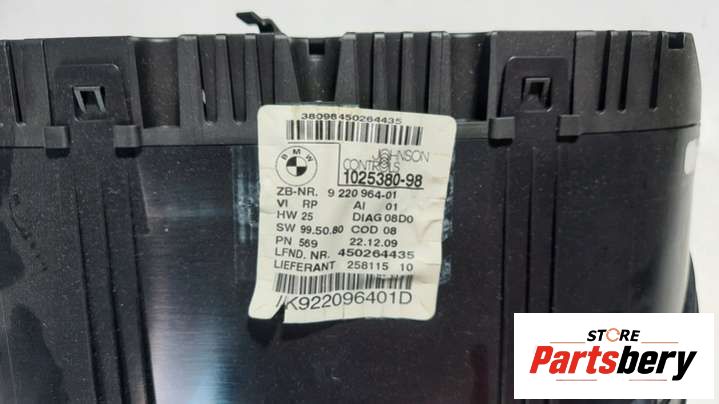 38098450264435
BMW
JOHNSON
CONTROLS
1025380-98
ZB-NR. 9 220 964-01
VI RP AI 01
HW 25 DIAG 08D0
SW 99.50.80 COD 08
PN 569 22.12.09
LFND. NR. 450264435
LIEFERANT 258115 10
K922096401D
STORE
Partsbery